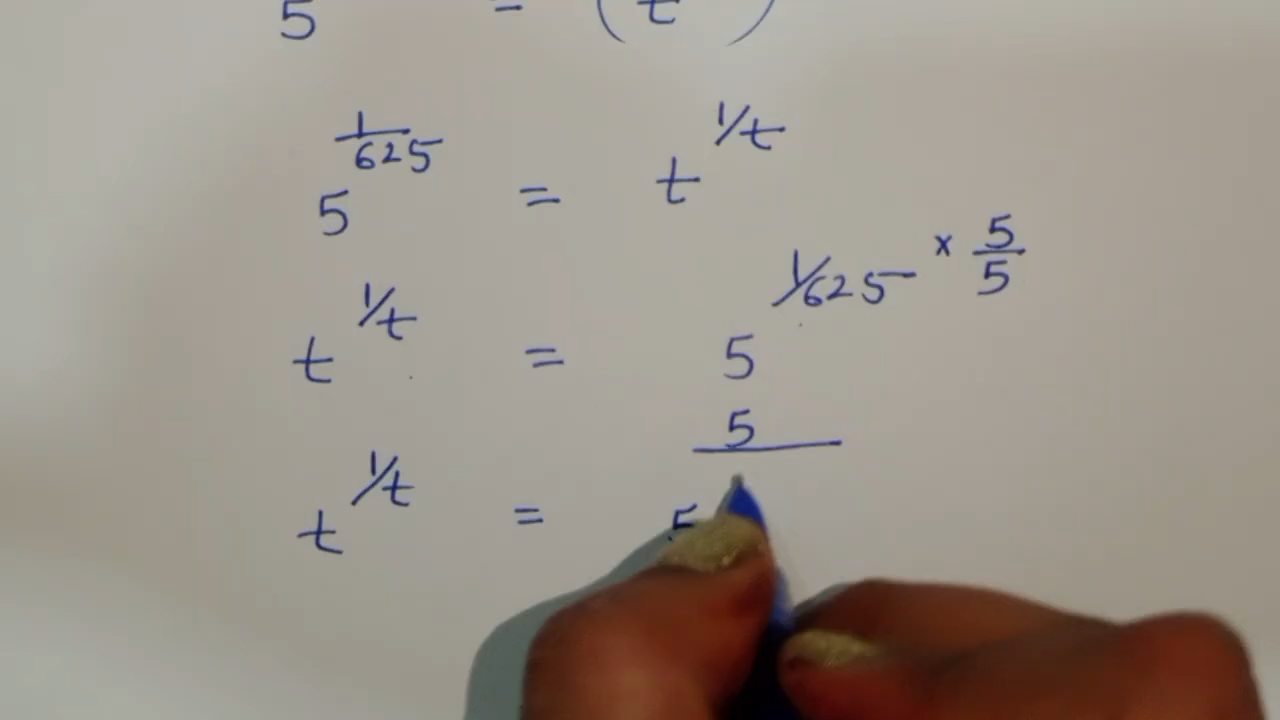 5 = (t)
5^(1/625) = t^(1/t)
t^(1/t) = 5^(1/625 × 5/5)
t^(1/t) = 5^(5/